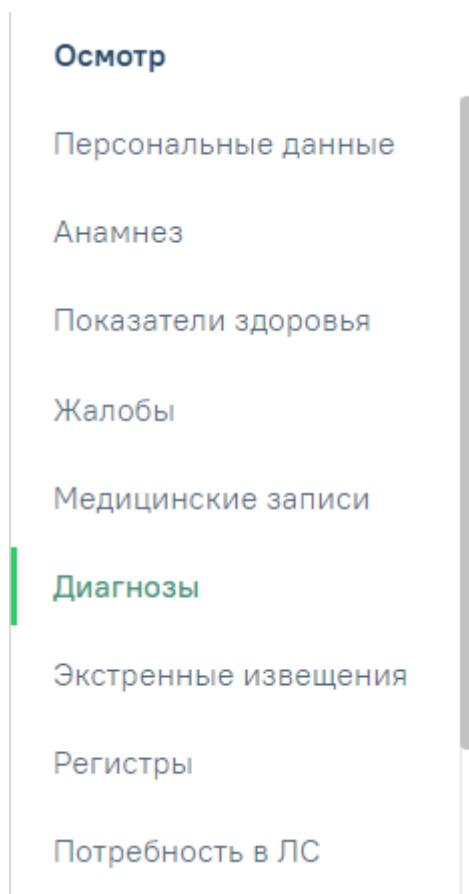 Осмотр
Персональные данные
Анамнез
Показатели здоровья
Жалобы
Медицинские записи
Диагнозы
Экстренные извещения
Регистры
Потребность в ЛС